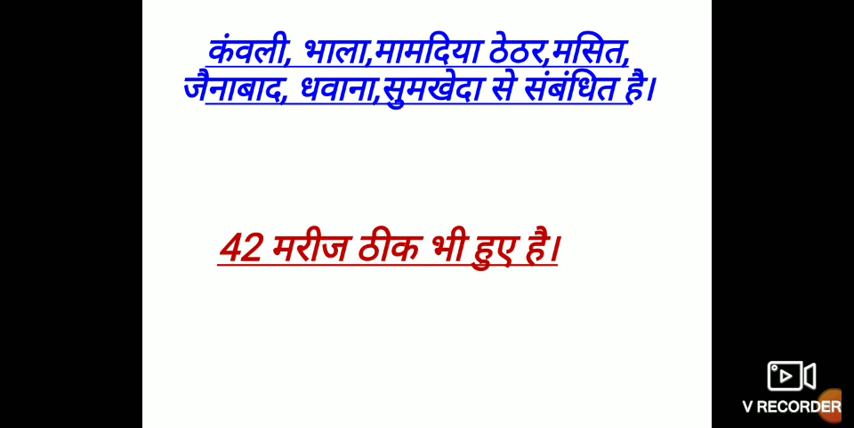 कंवली, भाला,मामदिया ठेठर,मसित,
जैनाबाद, धवाना,सुमखेदा से संबंधित है।
42 मरीज ठीक भी हुए है।
V RECORDER